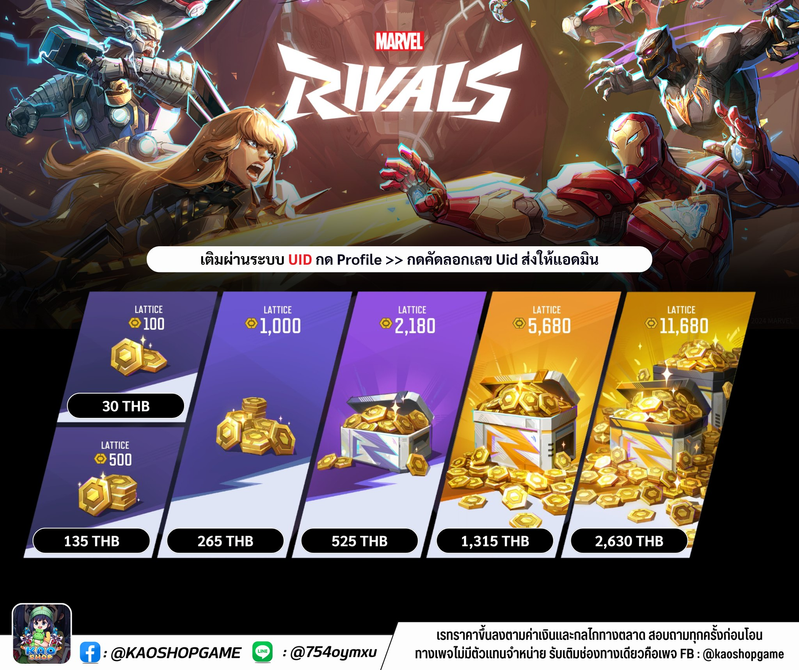 MARVEL
RIVALS
เติมผ่านระบบ UID กด Profile >> กดคัดลอกเลข Uid ส่งให้แอดมิน
LATTICE
100
30 THB
LATTICE
500
135 THB
LATTICE
1,000
265 THB
LATTICE
2,180
525 THB
LATTICE
5,680
1,315 THB
LATTICE
11,680
2,630 THB
KAO
SHOP
: @KAOSHOPGAME
LINE
: @754oymxu
เรทราคาขึ้นลงตามค่าเงินและกลไกทางตลาด สอบถามทุกครั้งก่อนโอน
ทางเพจไม่มีตัวแทนจำหน่าย รับเติมช่องทางเดียวคือเพจ FB : @kaoshopgame